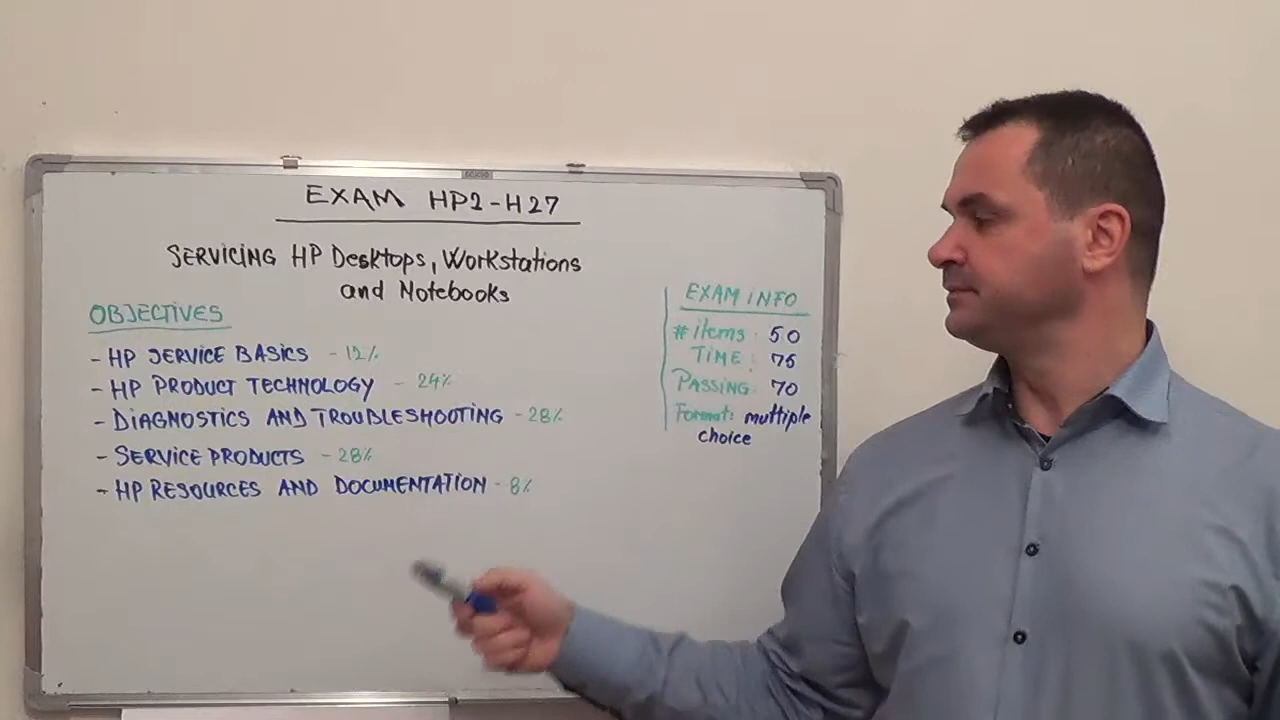 EXAM HP2-H27
SERVICING HP Desktops, Workstations
and Notebooks
OBJECTIVES
- HP SERVICE BASICS - 12%
- HP PRODUCT TECHNOLOGY - 24%
- DIAGNOSTICS AND TROUBLESHOOTING - 28%
- SERVICE PRODUCTS - 28%
- HP RESOURCES AND DOCUMENTATION - 8%
EXAM INFO
# items: 50
TIME: 75
PASSING: 70
Format: multiple
choice